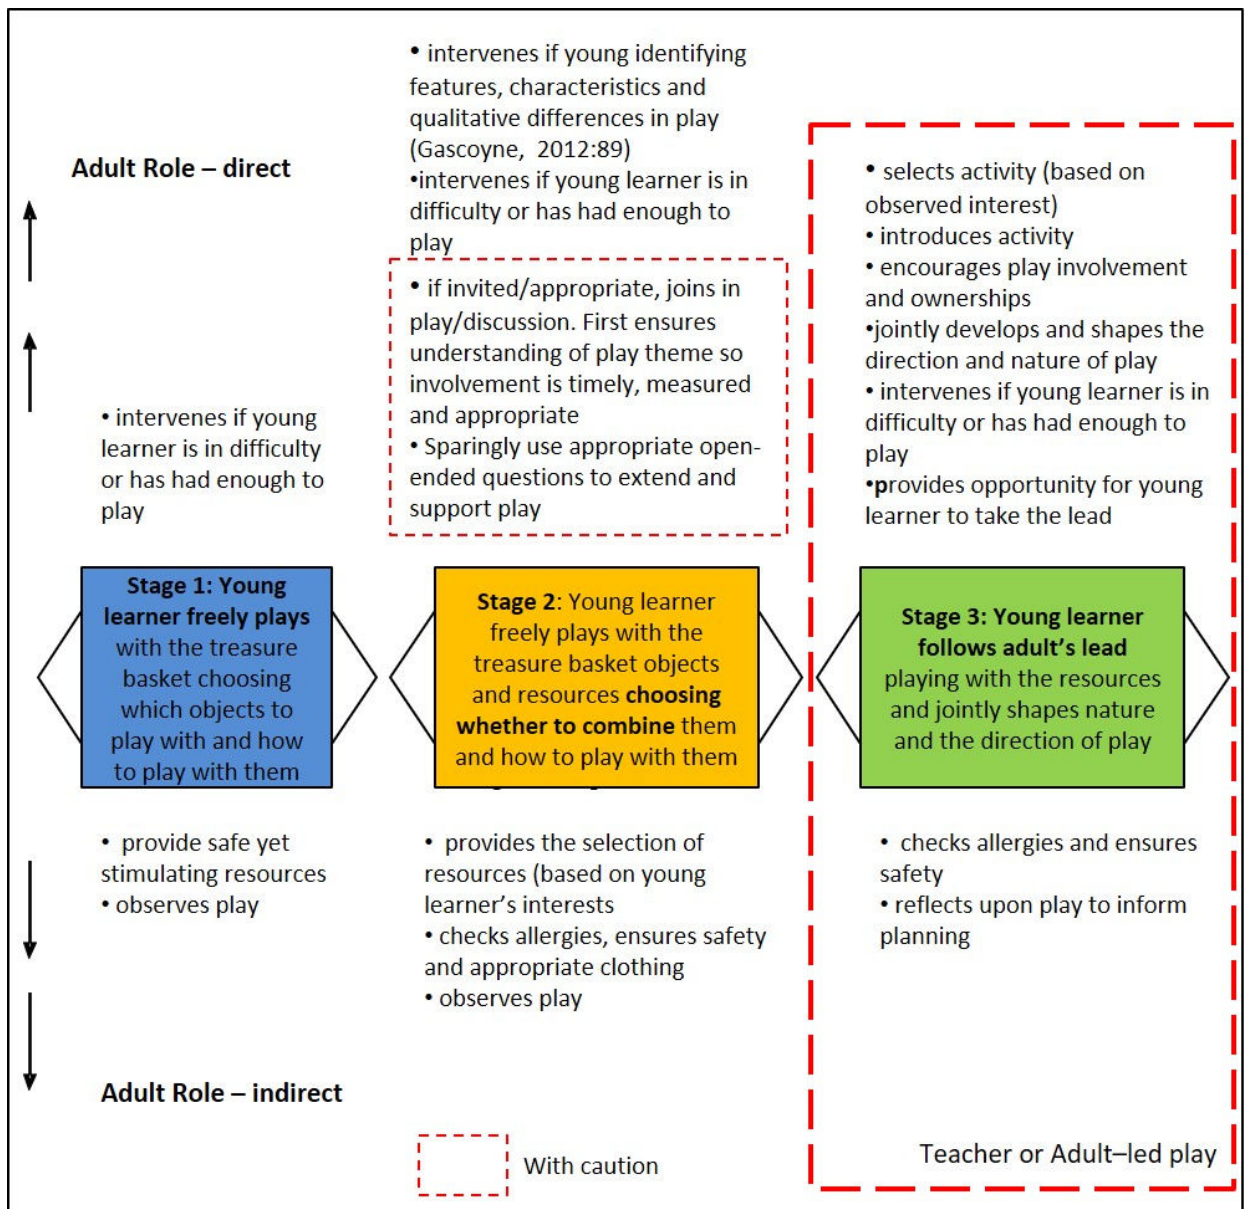 Adult Role – direct
• intervenes if young
learner is in difficulty
or has had enough to
play
• intervenes if young identifying
features, characteristics and
qualitative differences in play
(Gascoyne, 2012:89)
•intervenes if young learner is in
difficulty or has had enough to
play
• if invited/appropriate, joins in
play/discussion. First ensures
understanding of play theme so
involvement is timely, measured
and appropriate
• Sparingly use appropriate open-
ended questions to extend and
support play
• selects activity (based on
observed interest)
• introduces activity
• encourages play involvement
and ownerships
•jointly develops and shapes the
direction and nature of play
• intervenes if young learner is in
difficulty or has had enough to
play
•provides opportunity for young
learner to take the lead
Stage 1: Young
learner freely plays
with the treasure
basket choosing
which objects to
play with and how
to play with them
Stage 2: Young learner
freely plays with the
treasure basket objects
and resources choosing
whether to combine them
and how to play with them
Stage 3: Young learner
follows adult’s lead
playing with the resources
and jointly shapes nature
and the direction of play
• provide safe yet
stimulating resources
• observes play
• provides the selection of
resources (based on young
learner’s interests
• checks allergies, ensures safety
and appropriate clothing
• observes play
• checks allergies and ensures
safety
• reflects upon play to inform
planning
Adult Role – indirect
With caution
Teacher or Adult–led play